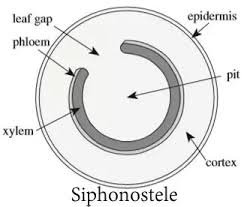 leaf gap
epidermis
phloem
pit
xylem
cortex
Siphonostele